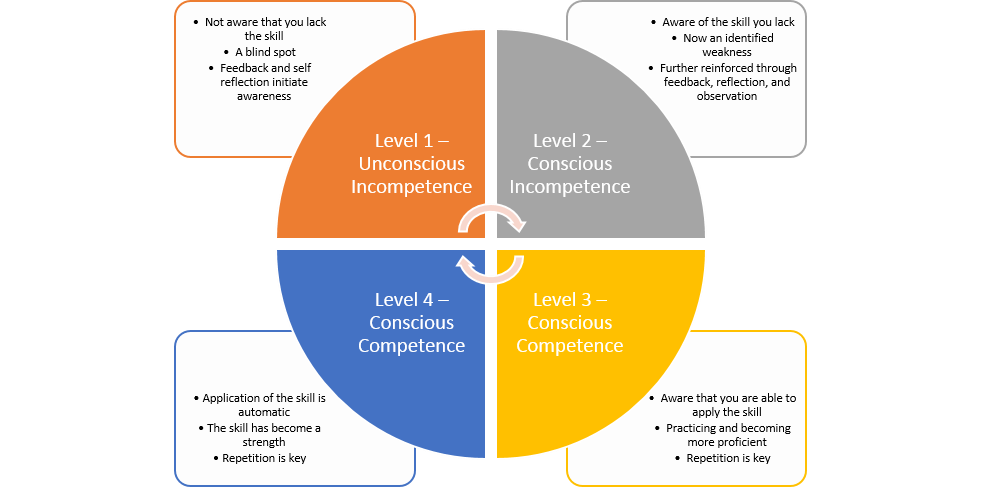 • Not aware that you lack
the skill
• A blind spot
• Feedback and self
reflection initiate
awareness
• Aware of the skill you lack
• Now an identified
weakness
• Further reinforced through
feedback, reflection, and
observation
Level 1 –
Unconscious
Incompetence
Level 2 –
Conscious
Incompetence
Level 4 –
Conscious
Competence
Level 3 –
Conscious
Competence
• Application of the skill is
automatic
• The skill has become a
strength
• Repetition is key
• Aware that you are able to
apply the skill
• Practicing and becoming
more proficient
• Repetition is key